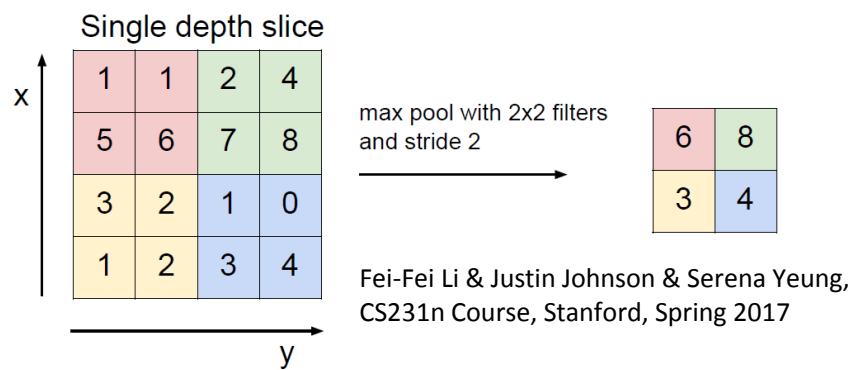 Single depth slice
x
1 1 2 4
5 6 7 8
3 2 1 0
1 2 3 4
y
max pool with 2x2 filters
and stride 2
6 8
3 4
Fei-Fei Li & Justin Johnson & Serena Yeung,
CS231n Course, Stanford, Spring 2017